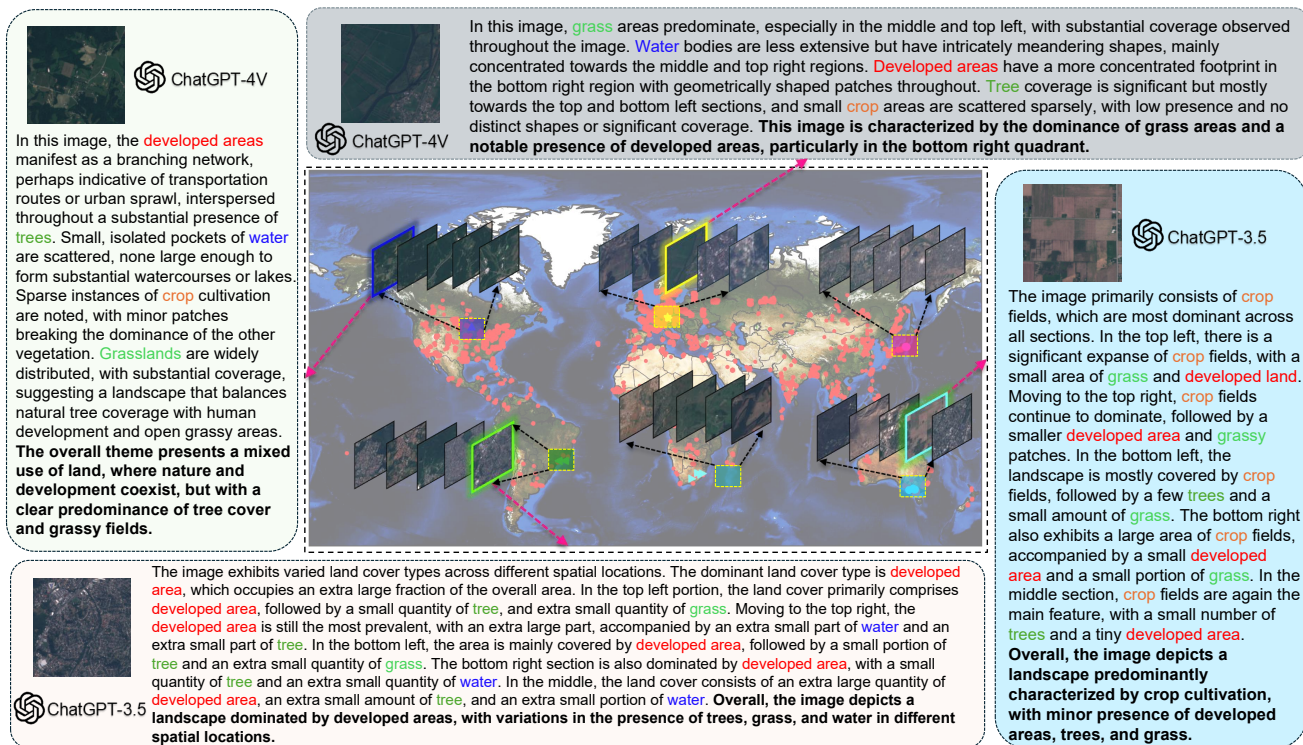 ChatGPT-4V
In this image, the developed areas
manifest as a branching network,
perhaps indicative of transportation
routes or urban sprawl, interspersed
throughout a substantial presence of
trees. Small, isolated pockets of water
are scattered, none large enough to
form substantial watercourses or lakes.
Sparse instances of crop cultivation
are noted, with minor patches
breaking the dominance of the other
vegetation. Grasslands are widely
distributed, with substantial coverage,
suggesting a landscape that balances
natural tree coverage with human
development and open grassy areas.
The overall theme presents a mixed
use of land, where nature and
development coexist, but with a
clear predominance of tree cover
and grassy fields.
ChatGPT-4V
In this image, grass areas predominate, especially in the middle and top left, with substantial coverage observed
throughout the image. Water bodies are less extensive but have intricately meandering shapes, mainly
concentrated towards the middle and top right regions. Developed areas have a more concentrated footprint in
the bottom right region with geometrically shaped patches throughout. Tree coverage is significant but mostly
towards the top and bottom left sections, and small crop areas are scattered sparsely, with low presence and no
distinct shapes or significant coverage. This image is characterized by the dominance of grass areas and a
notable presence of developed areas, particularly in the bottom right quadrant.
ChatGPT-3.5
The image primarily consists of crop
fields, which are most dominant across
all sections. In the top left, there is a
significant expanse of crop fields, with a
small area of grass and developed land.
Moving to the top right, crop fields
continue to dominate, followed by a
smaller developed area and grassy
patches. In the bottom left, the
landscape is mostly covered by crop
fields, followed by a few trees and a
small amount of grass. The bottom right
also exhibits a large area of crop fields,
accompanied by a small developed
area and a small portion of grass. In the
middle section, crop fields are again the
main feature, with a small number of
trees and a tiny developed area.
Overall, the image depicts a
landscape predominantly
characterized by crop cultivation,
with minor presence of developed
areas, trees, and grass.
ChatGPT-3.5
The image exhibits varied land cover types across different spatial locations. The dominant land cover type is developed
area, which occupies an extra large fraction of the overall area. In the top left portion, the land cover primarily comprises
developed area, followed by a small quantity of tree, and extra small quantity of grass. Moving to the top right, the
developed area is still the most prevalent, with an extra large part, accompanied by an extra small part of water and an
extra small part of tree. In the bottom left, the area is mainly covered by developed area, followed by a small portion of
tree and an extra small quantity of grass. The bottom right section is also dominated by developed area, with a small
quantity of tree and an extra small quantity of water. In the middle, the land cover consists of an extra large quantity of
developed area, an extra small amount of tree, and an extra small portion of water. Overall, the image depicts a
landscape dominated by developed areas, with variations in the presence of trees, grass, and water in different
spatial locations.